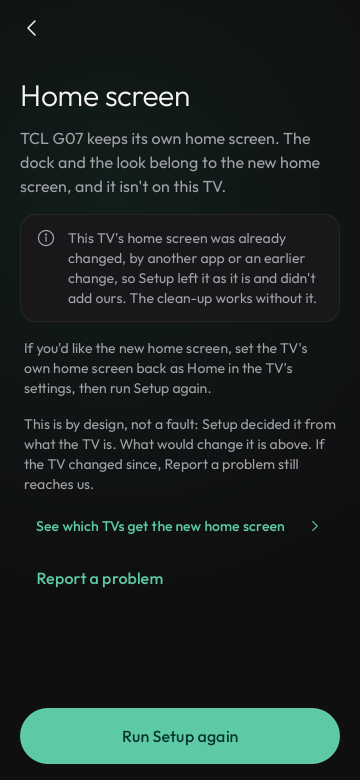 Home screen
TCL G07 keeps its own home screen. The
dock and the look belong to the new home
screen, and it isn't on this TV.
This TV's home screen was already
changed, by another app or an earlier
change, so Setup left it as it is and didn't
add ours. The clean-up works without it.
If you'd like the new home screen, set the TV's
own home screen back as Home in the TV's
settings, then run Setup again.
This is by design, not a fault: Setup decided it from
what the TV is. What would change it is above. If
the TV changed since, Report a problem still
reaches us.
See which TVs get the new home screen
Report a problem
Run Setup again